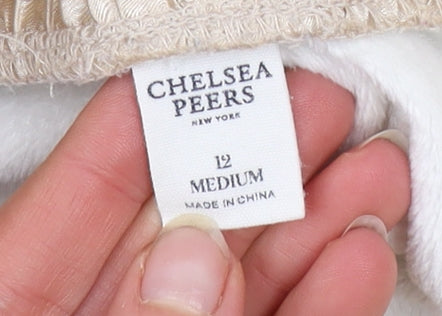 CHELSEA
PEERS
NEW YORK
12
MEDIUM
MADE IN CHINA